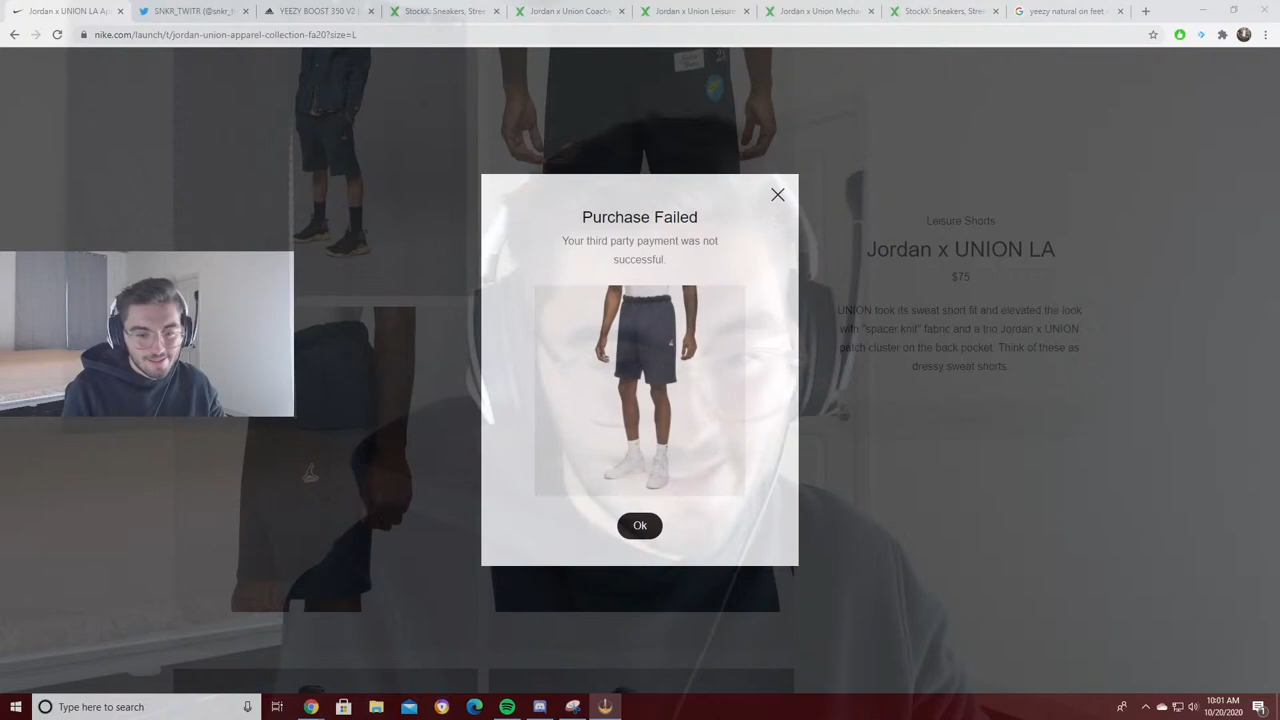 Jordan x UNION LA Ap
SNKR_TWITR (@snkr_t
YEEZY BOOST 350 V2 |
StockX: Sneakers, Stre
Jordan x Union Coach
Jordan x Union Leisure
Jordan x Union Mecha
StockX: Sneakers, Stre
yeezy natural on feet
nike.com/launch/t/jordan-union-apparel-collection-fa20?size=L
Purchase Failed
Your third party payment was not
successful.
Ok
Leisure Shorts
Jordan x UNION LA
$75
UNION took its sweat short fit and elevated the look
with "spacer knit" fabric and a trio Jordan x UNION
patch cluster on the back pocket. Think of these as
dressy sweat shorts.
Type here to search
10:01 AM
10/20/2020